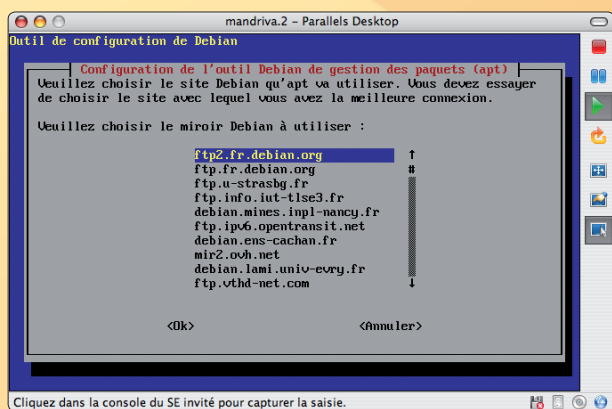 mandriva.2 – Parallels Desktop
Outil de configuration de Debian
Configuration de l'outil Debian de gestion des paquets (apt)
Veuillez choisir le site Debian qu'apt va utiliser. Vous devez essayer
de choisir le site avec lequel vous avez la meilleure connexion.
Veuillez choisir le miroir Debian à utiliser :
ftp2.fr.debian.org
ftp.fr.debian.org
ftp.u-strasbg.fr
ftp.info.iut-tlse3.fr
debian.mines.inpl-nancy.fr
ftp.ipv6.opentransit.net
debian.ens-cachan.fr
mir2.ovh.net
debian.lami.univ-evry.fr
ftp.vthd-net.com
<Ok> <Annuler>
Cliquez dans la console du SE invité pour capturer la saisie.